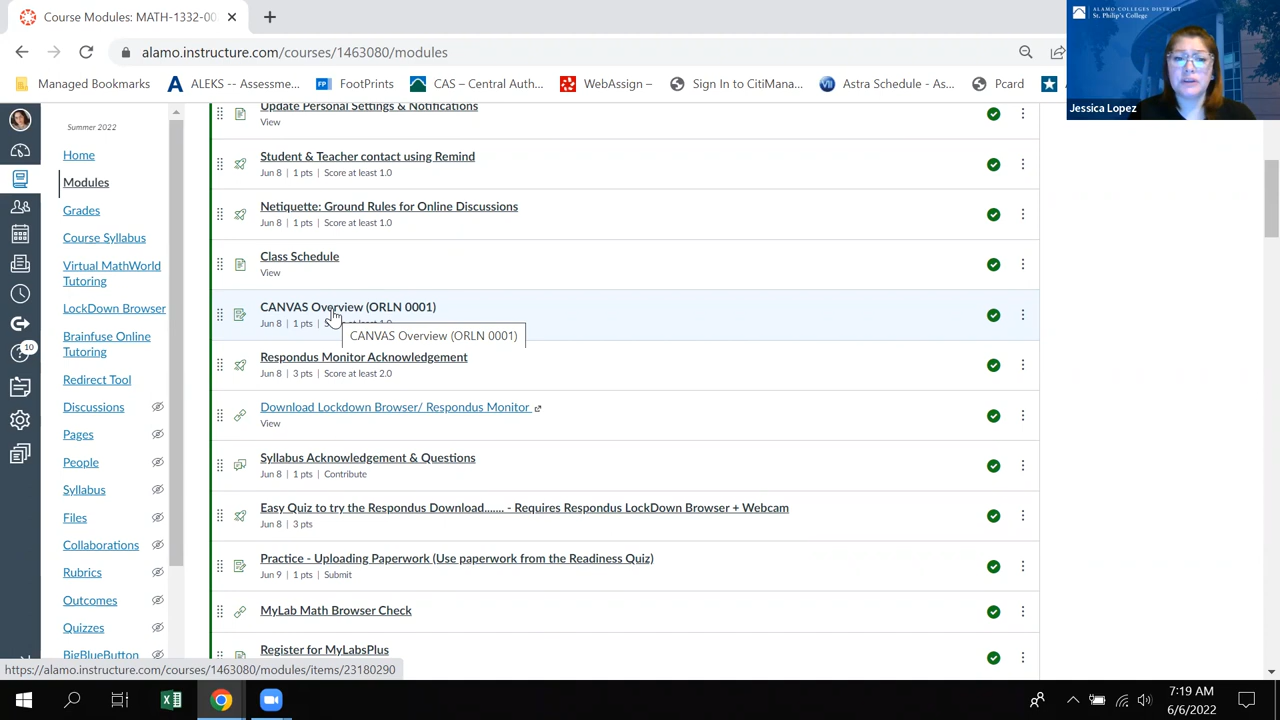 Course Modules: MATH-1332-00
alamo.instructure.com/courses/1463080/modules
Managed Bookmarks
ALEKS -- Assessme...
FootPrints
CAS – Central Auth...
WebAssign –
Sign In to CitiMana...
Astra Schedule - As...
Pcard
ALAMO COLLEGES DISTRICT
St. Philip's College
Jessica Lopez
Summer 2022
Home
Modules
Grades
Course Syllabus
Virtual MathWorld
Tutoring
LockDown Browser
Brainfuse Online
Tutoring
Redirect Tool
Discussions
Pages
People
Syllabus
Files
Collaborations
Rubrics
Outcomes
Quizzes
BigBlueButton
10
Update Personal Settings & Notifications
View
Student & Teacher contact using Remind
Jun 8 | 1 pts | Score at least 1.0
Netiquette: Ground Rules for Online Discussions
Jun 8 | 1 pts | Score at least 1.0
Class Schedule
View
CANVAS Overview (ORLN 0001)
Jun 8 | 1 pts |
CANVAS Overview (ORLN 0001)
Respondus Monitor Acknowledgement
Jun 8 | 3 pts | Score at least 2.0
Download Lockdown Browser/ Respondus Monitor
View
Syllabus Acknowledgement & Questions
Jun 8 | 1 pts | Contribute
Easy Quiz to try the Respondus Download....... - Requires Respondus LockDown Browser + Webcam
Jun 8 | 3 pts
Practice - Uploading Paperwork (Use paperwork from the Readiness Quiz)
Jun 9 | 1 pts | Submit
MyLab Math Browser Check
Register for MyLabsPlus
https://alamo.instructure.com/courses/1463080/modules/items/23180290
7:19 AM
6/6/2022